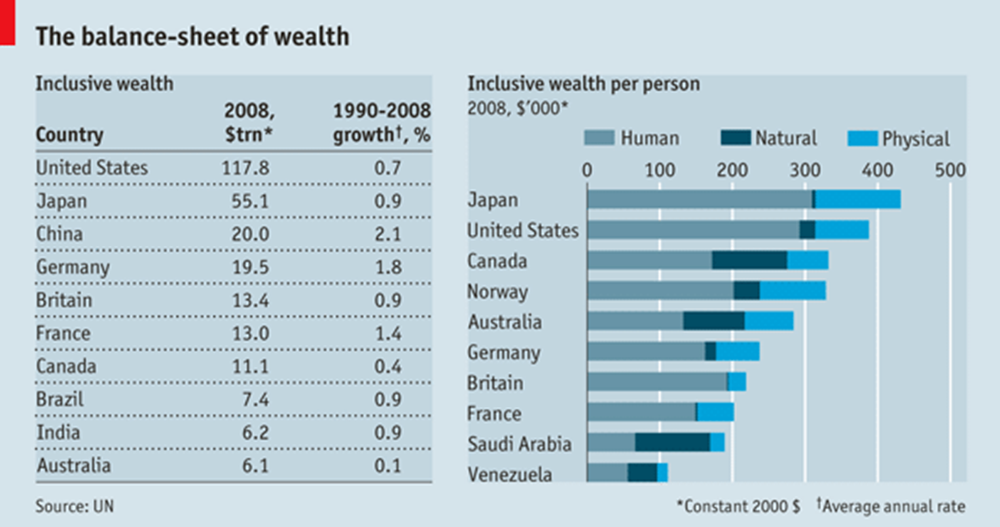 The balance-sheet of wealth
Inclusive wealth
2008, 1990-2008
Country $trn* growth†, %
United States 117.8 0.7
Japan 55.1 0.9
China 20.0 2.1
Germany 19.5 1.8
Britain 13.4 0.9
France 13.0 1.4
Canada 11.1 0.4
Brazil 7.4 0.9
India 6.2 0.9
Australia 6.1 0.1
Inclusive wealth per person
2008, $’000*
Human Natural Physical
0 100 200 300 400 500
Japan
United States
Canada
Norway
Australia
Germany
Britain
France
Saudi Arabia
Venezuela
Source: UN
*Constant 2000 $ †Average annual rate